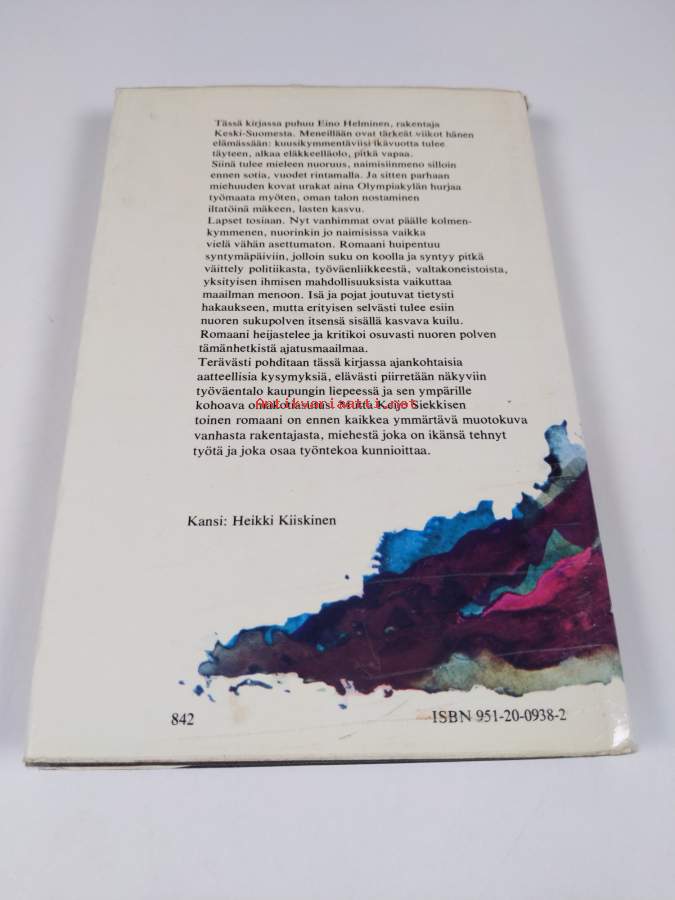 Tässä kirjassa puhuu Eino Helminen, rakentaja
Keski-Suomesta. Meneillään ovat tärkeät viikot hänen
elämässään: kuusikymmentäviisi ikävuotta tulee
täyteen, alkaa eläkkeelläolo, pitkä vapaa.
Siinä tulee mieleen nuoruus, naimisiinmeno silloin
ennen sotia, vuodet rintamalla. Ja sitten parhaan
miehuuden kovat urakat aina Olympiakylän hurjaa
työmaata myöten, oman talon nostaminen
iltatöinä mäkeen, lasten kasvu.
Lapset tosiaan. Nyt vanhimmat ovat päälle kolmen-
kymmenen, nuorinkin jo naimisissa vaikka
vielä vähän asettumaton. Romaani huipentuu
syntymäpäiviin, jolloin suku on koolla ja syntyy pitkä
väittely politiikasta, työväenliikkeestä, valtakoneistoista,
yksityisen ihmisen mahdollisuuksista vaikuttaa
maailman menoon. Isä ja pojat joutuvat tietysti
hakaukseen, mutta erityisen selvästi tulee esiin
nuoren sukupolven itsensä sisällä kasvava kuilu.
Romaani heijastelee ja kritikoi osuvasti nuoren polven
tämänhetkistä ajatusmaailmaa.
Terävästi pohditaan tässä kirjassa ajankohtaisia
aatteellisia kysymyksiä, elävästi piirretään näkyviin
työväentalo kaupungin liepeessä ja sen ympärille
kohoava omakotiasutus. Mutta Keijo Siekkisen
Antikvariaatti.net
toinen romaani on ennen kaikkea ymmärtävä muotokuva
vanhasta rakentajasta, miehestä joka on ikänsä tehnyt
työtä ja joka osaa työntekoa kunnioittaa.
Kansi: Heikki Kiiskinen
842
ISBN 951-20-0938-2